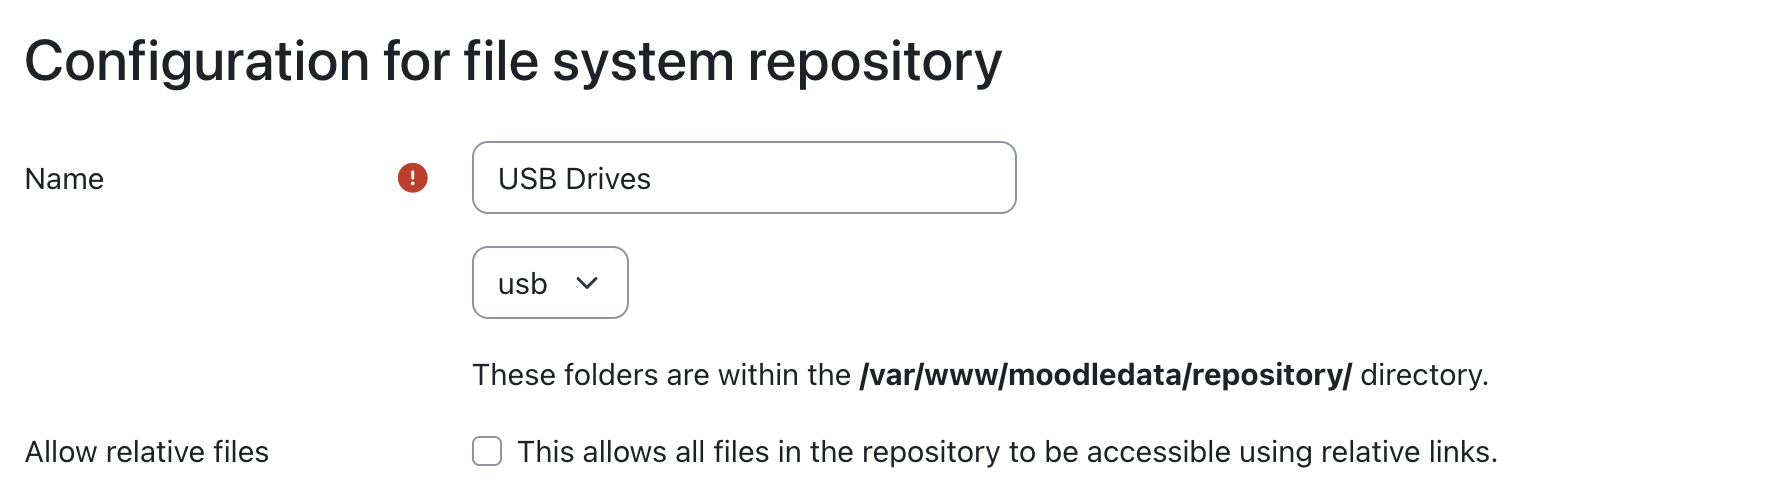 Configuration for file system repository
Name
USB Drives
usb
These folders are within the /var/www/moodledata/repository/ directory.
Allow relative files
This allows all files in the repository to be accessible using relative links.